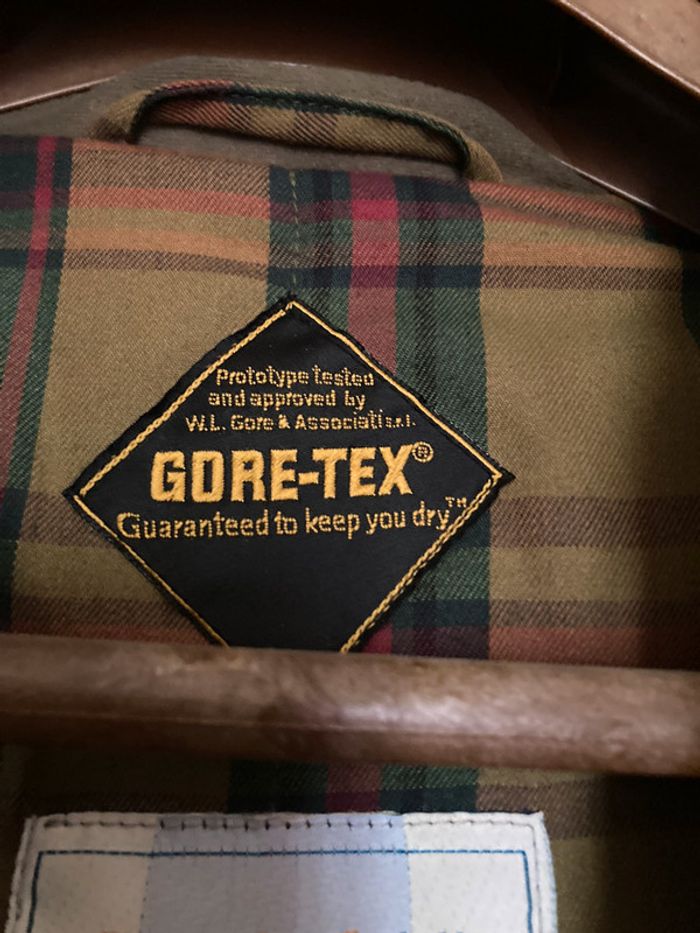 Prototype tested
and approved by
W.L. Gore & Associati s.r.l.
GORE-TEX®
Guaranteed to keep you dry™